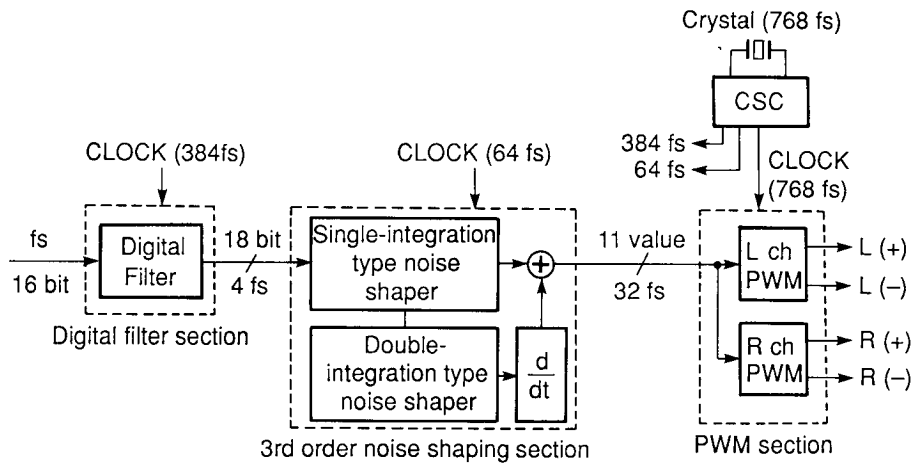 Crystal (768 fs)
CSC
384 fs
64 fs
CLOCK
(768 fs)
CLOCK (384fs)
CLOCK (64 fs)
fs
16 bit
Digital
Filter
18 bit
4 fs
Digital filter section
Single-integration
type noise
shaper
Double-
integration type
noise shaper
d
dt
+
3rd order noise shaping section
11 value
32 fs
L ch
PWM
L (+)
L (−)
R ch
PWM
R (+)
R (−)
PWM section